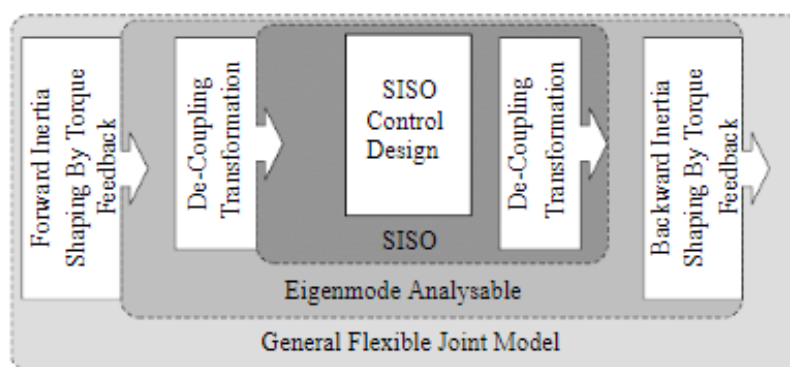 Forward Inertia
Shaping By Torque
Feedback
De-Coupling
Transformation
SISO
Control
Design
De-Coupling
Transformation
Backward Inertia
Shaping By Torque
Feedback
SISO
Eigenmode Analysable
General Flexible Joint Model